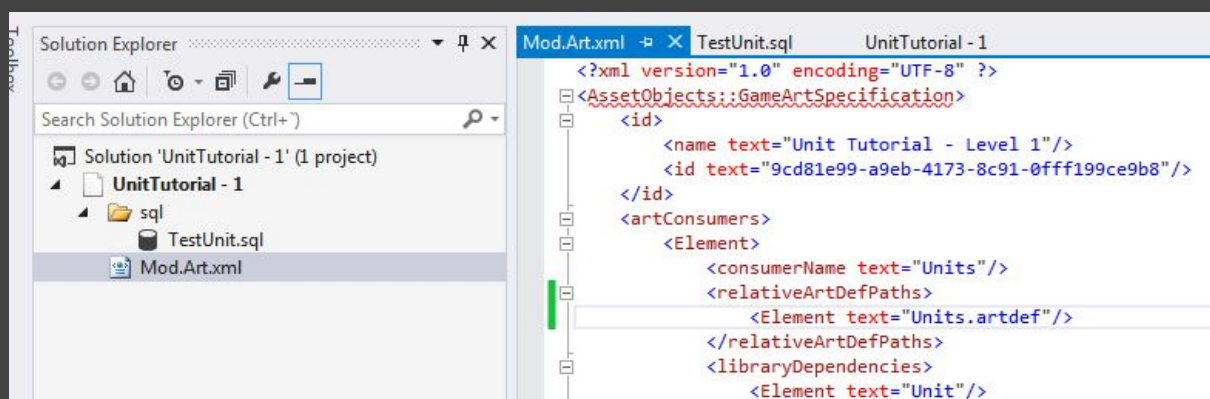 Toolbox
Solution Explorer
Search Solution Explorer (Ctrl+`)
Solution 'UnitTutorial - 1' (1 project)
UnitTutorial - 1
sql
TestUnit.sql
Mod.Art.xml
Mod.Art.xml TestUnit.sql UnitTutorial - 1
<?xml version="1.0" encoding="UTF-8" ?>
<AssetObjects::GameArtSpecification>
<id>
<name text="Unit Tutorial - Level 1"/>
<id text="9cd81e99-a9eb-4173-8c91-0fff199ce9b8"/>
</id>
<artConsumers>
<Element>
<consumerName text="Units"/>
<relativeArtDefPaths>
<Element text="Units.artdef"/>
</relativeArtDefPaths>
<libraryDependencies>
<Element text="Unit"/>